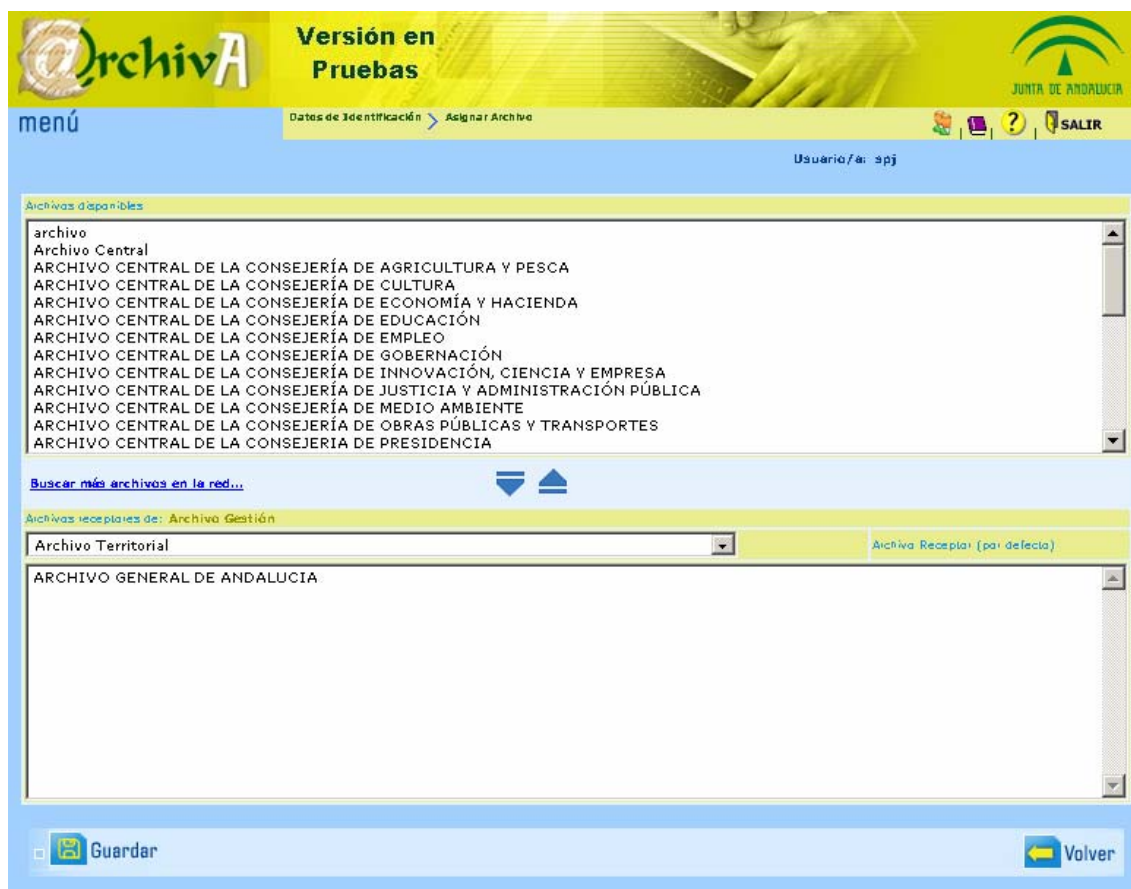 @rchivA
Versión en
Pruebas
JUNTA DE ANDALUCIA
menú
Datos de Identificación > Asignar Archivo
SALIR
Usuario/a: spj
Archivos disponibles
archivo
Archivo Central
ARCHIVO CENTRAL DE LA CONSEJERÍA DE AGRICULTURA Y PESCA
ARCHIVO CENTRAL DE LA CONSEJERÍA DE CULTURA
ARCHIVO CENTRAL DE LA CONSEJERÍA DE ECONOMÍA Y HACIENDA
ARCHIVO CENTRAL DE LA CONSEJERÍA DE EDUCACIÓN
ARCHIVO CENTRAL DE LA CONSEJERÍA DE EMPLEO
ARCHIVO CENTRAL DE LA CONSEJERÍA DE GOBERNACIÓN
ARCHIVO CENTRAL DE LA CONSEJERÍA DE INNOVACIÓN, CIENCIA Y EMPRESA
ARCHIVO CENTRAL DE LA CONSEJERÍA DE JUSTICIA Y ADMINISTRACIÓN PÚBLICA
ARCHIVO CENTRAL DE LA CONSEJERÍA DE MEDIO AMBIENTE
ARCHIVO CENTRAL DE LA CONSEJERÍA DE OBRAS PÚBLICAS Y TRANSPORTES
ARCHIVO CENTRAL DE LA CONSEJERIA DE PRESIDENCIA
Buscar más archivos en la red...
Archivos receptores de: Archivo Gestión
Archivo Territorial
Archivo Receptor (por defecto)
ARCHIVO GENERAL DE ANDALUCIA
Guardar
Volver